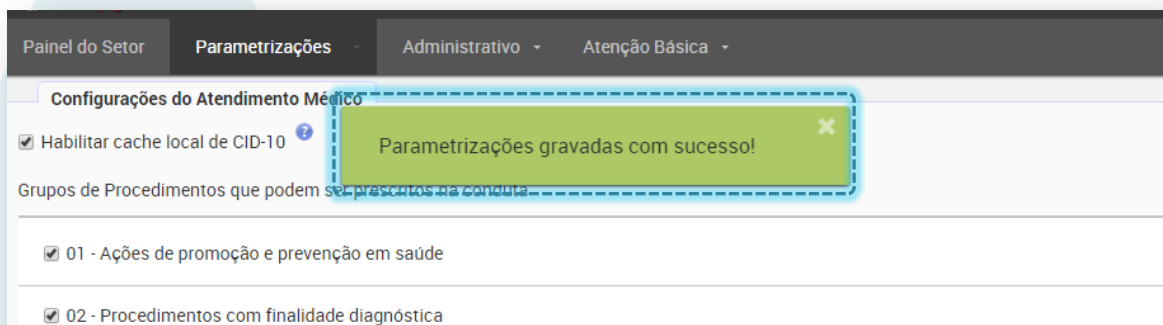 Painel do Setor Parametrizações Administrativo Atenção Básica
Configurações do Atendimento Médico
Habilitar cache local de CID-10
Parametrizações gravadas com sucesso!
Grupos de Procedimentos que podem ser prescritos na conduta
01 - Ações de promoção e prevenção em saúde
02 - Procedimentos com finalidade diagnóstica